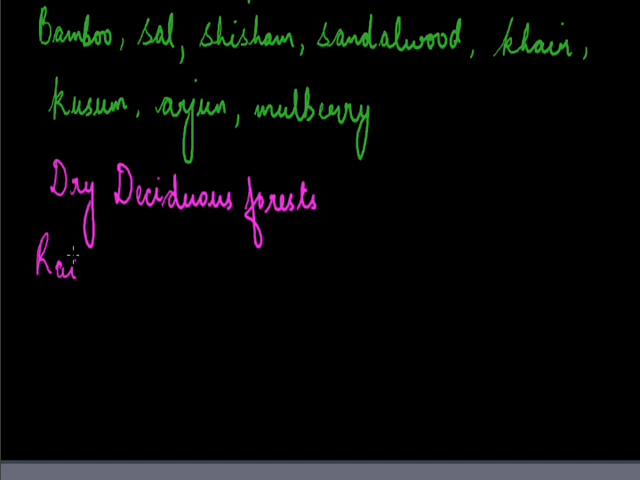 Bamboo, sal, shisham, sandalwood, khair,
kusum, arjun, mulberry
Dry Deciduous forests
Rai